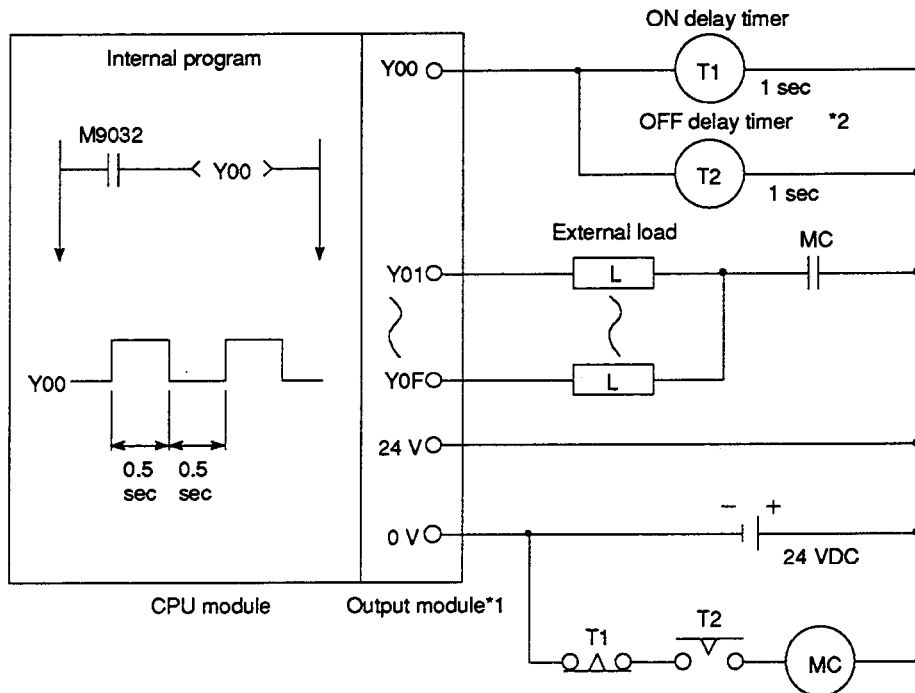 ON delay timer
Internal program
Y00
T1
1 sec
M9032
OFF delay timer *2
Y00
T2
1 sec
External load
MC
Y01
L
Y00
Y0F
L
24 V
0.5 sec
0.5 sec
− +
0 V
24 VDC
CPU module
Output module*1
T1
T2
MC